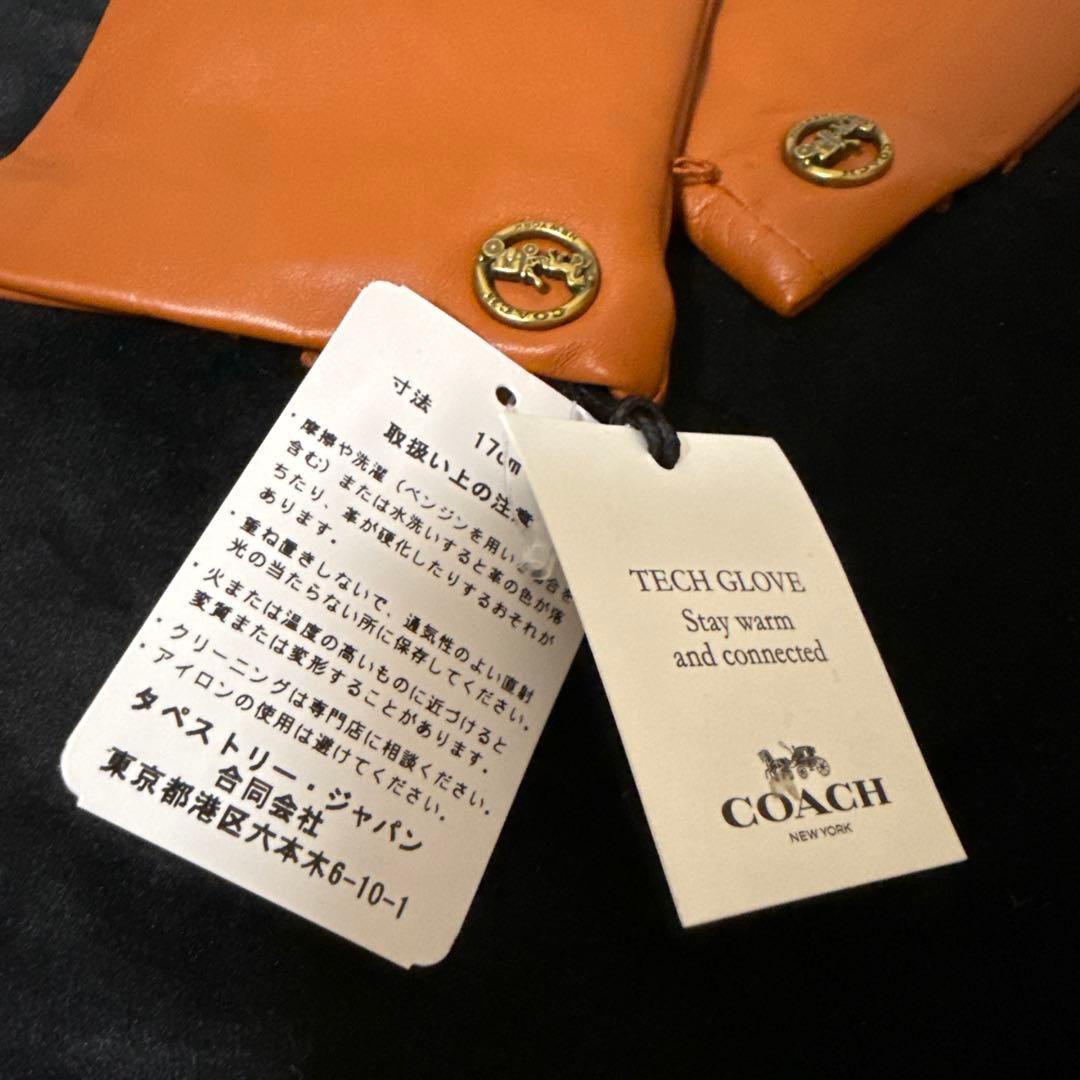 COACH
NEW YORK
COACH
寸法 17cm
取扱い上の注意
・摩擦や洗濯(ベンジンを用い 場合を
含む)または水洗いすると革の色が落
ちたり、革が硬化したりするおそれが
あります。
・重ね置きしないで、通気性のよい直射
光の当たらない所に保存してください。
・火または温度の高いものに近づけると
変質または変形することがあります。
・クリーニングは専門店に相談ください。
・アイロンの使用は避けてください。
タペストリー・ジャパン
合同会社
東京都港区六本木6-10-1
TECH GLOVE
Stay warm
and connected
COACH
NEW YORK